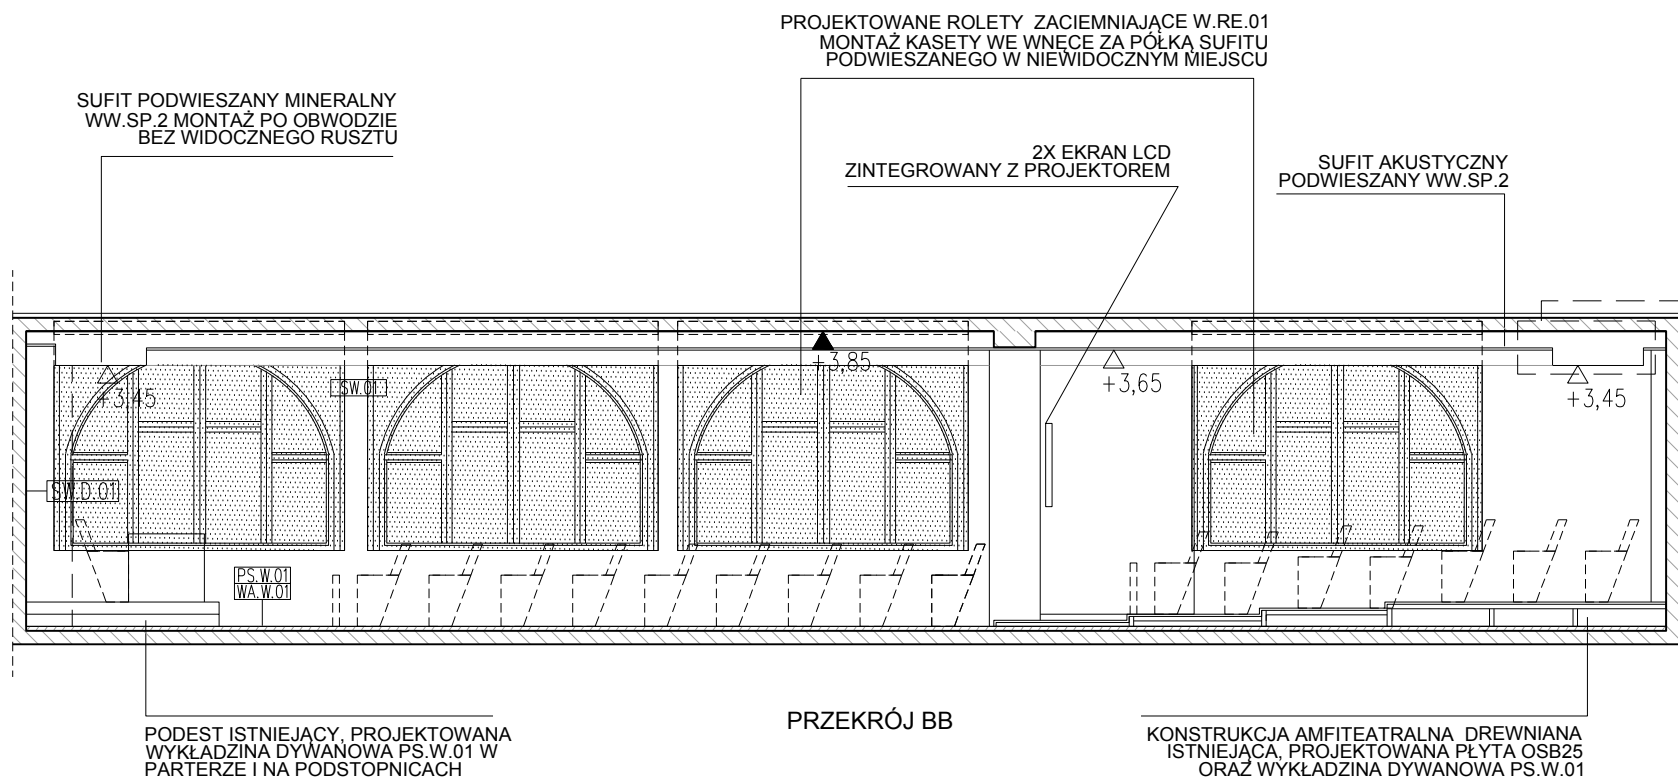 PROJEKTOWANE ROLETY ZACIEMNIAJĄCE W.RE.01
MONTAŻ KASETY WE WNĘCE ZA PÓŁKĄ SUFITU
PODWIESZANEGO W NIEWIDOCZNYM MIEJSCU
SUFIT PODWIESZANY MINERALNY
WW.SP.2 MONTAŻ PO OBWODZIE
BEZ WIDOCZNEGO RUSZTU
2X EKRAN LCD
ZINTEGROWANY Z PROJEKTOREM
SUFIT AKUSTYCZNY
PODWIESZANY WW.SP.2
+3,85
+3,65
+3,45
SW.01
+3,45
SW.D.01
PS.W.01
WA.W.01
PRZEKRÓJ BB
PODEST ISTNIEJĄCY, PROJEKTOWANA
WYKŁADZINA DYWANOWA PS.W.01 W
PARTERZE I NA PODSTOPNICACH
KONSTRUKCJA AMFITEATRALNA DREWNIANA
ISTNIEJĄCA, PROJEKTOWANA PŁYTA OSB25
ORAZ WYKŁADZINA DYWANOWA PS.W.01